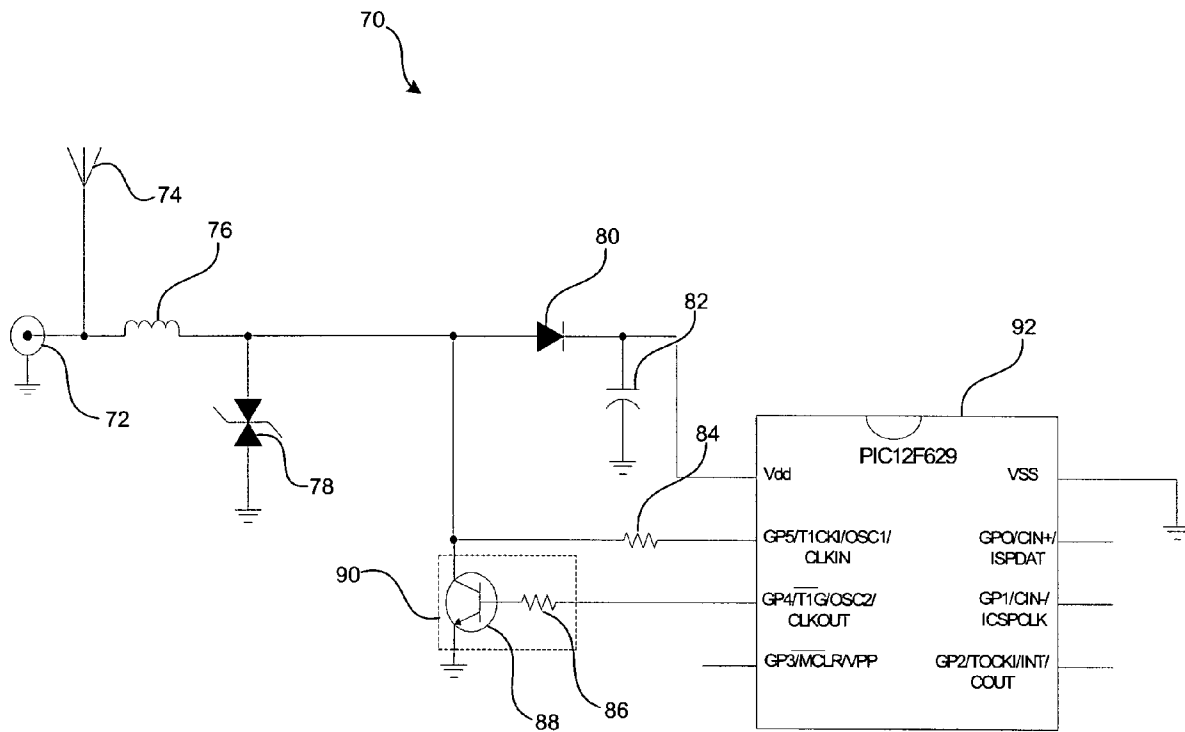 70
74
76
80
82
92
72
84
PIC12F629
Vdd
VSS
78
GP5/T1CKI/OSC1/
CLKIN
GPO/CIN+/
ISPDAT
90
GP4/T1G/OSC2/
CLKOUT
GP1/CIN-/
ICSPCLK
GP3/MCLR/VPP
GP2/TOCKI/INT/
COUT
88
86